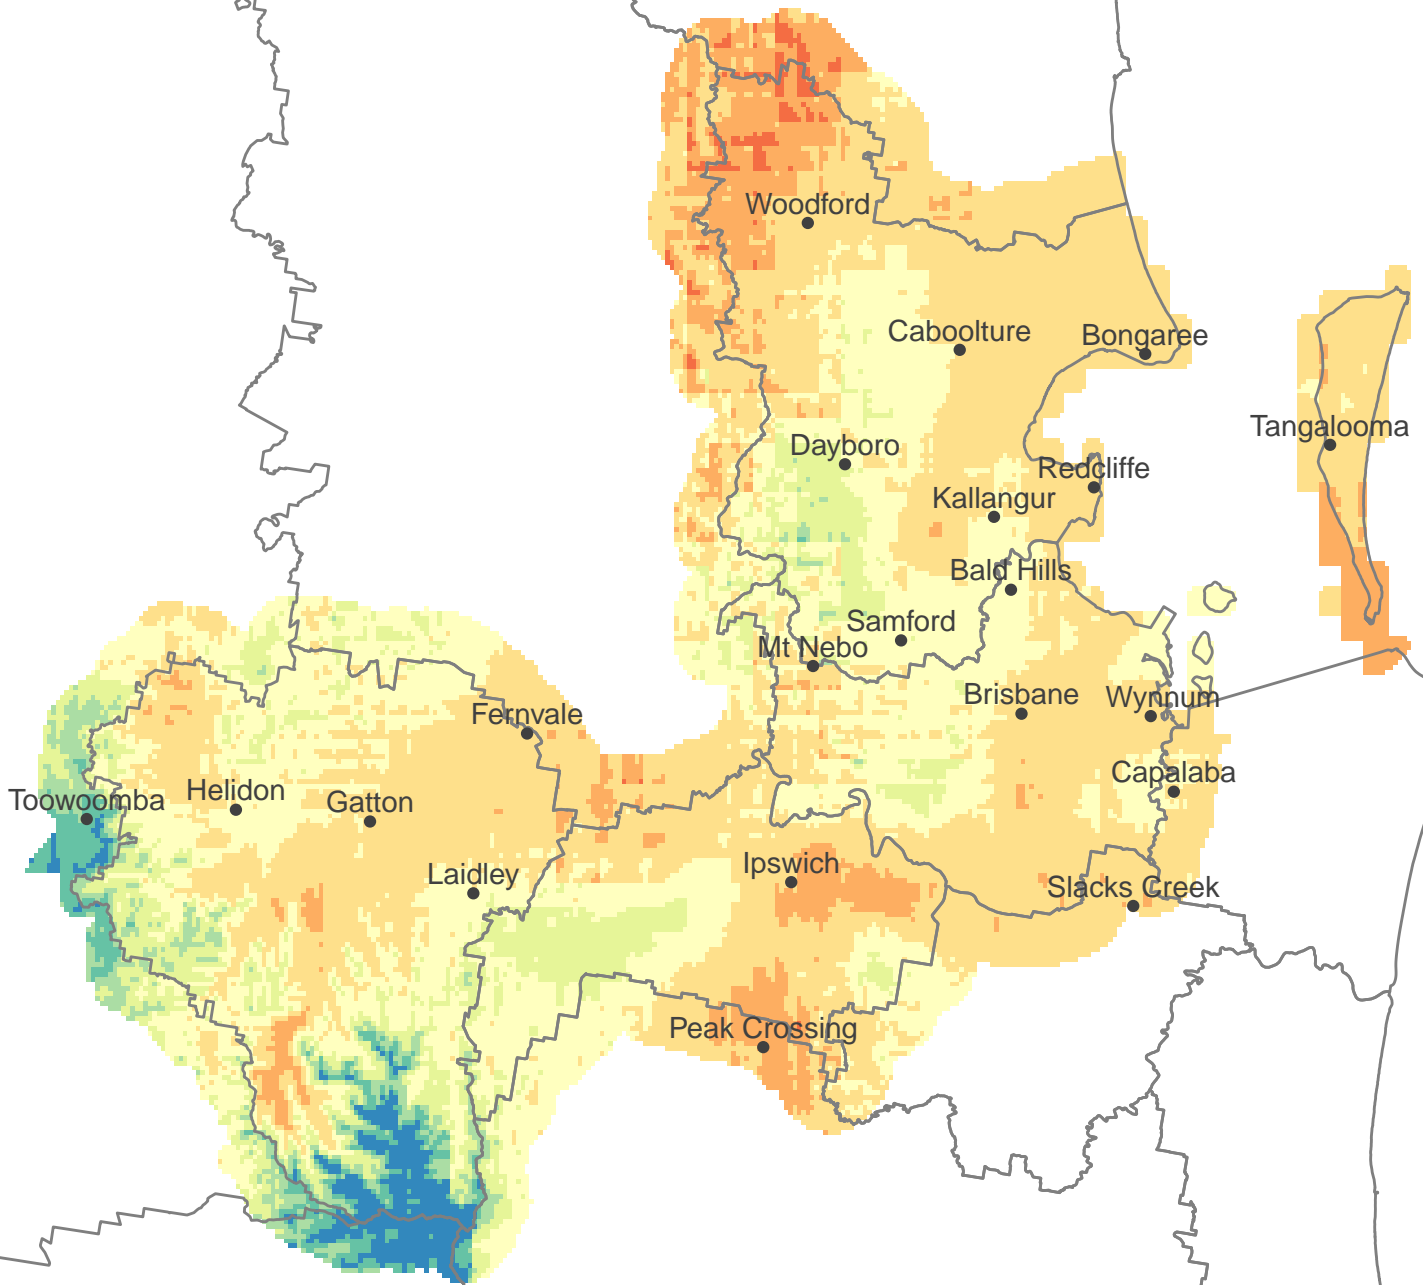 Woodford
Caboolture
Bongaree
Tangalooma
Dayboro
Redcliffe
Kallangur
Bald Hills
Samford
Mt Nebo
Brisbane
Wynnum
Fernvale
Capalaba
Toowoomba
Helidon
Gatton
Ipswich
Laidley
Slacks Creek
Peak Crossing